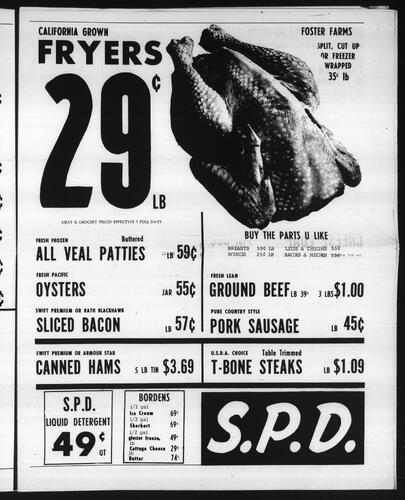 CALIFORNIA GROWN
FRYERS
29¢
LB
FOSTER FARMS
SPLIT, CUT UP
OR FREEZER
WRAPPED
35¢ lb
MEAT & GROCERY PRICES EFFECTIVE 7 FULL DAYS
BUY THE PARTS U LIKE
BREASTS 59¢ LB LEGS & THIGHS 55¢
WINGS 25¢ LB BACKS & NECKS
FRESH FROZEN Buttered
ALL VEAL PATTIES LB 59¢
FRESH PACIFIC
OYSTERS JAR 55¢
SWIFT PREMIUM OR RATH BLACKHAWK
SLICED BACON LB 57¢
FRESH LEAN
GROUND BEEF LB 39¢ 3 LBS $1.00
PURE COUNTRY STYLE
PORK SAUSAGE LB 45¢
SWIFT PREMIUM OR ARMOUR STAR
CANNED HAMS 5 LB TIN $3.69
U.S.D.A. CHOICE Table Trimmed
T-BONE STEAKS LB $1.09
S.P.D.
LIQUID DETERGENT
49¢ QT
BORDENS
1/2 gal
Ice Cream 69¢
1/2 gal
Sherbert 69¢
1/2 gal
glacier freeze, 49¢
lb
Cottage Cheese 29¢
lb
Butter 74¢
S.P.D.